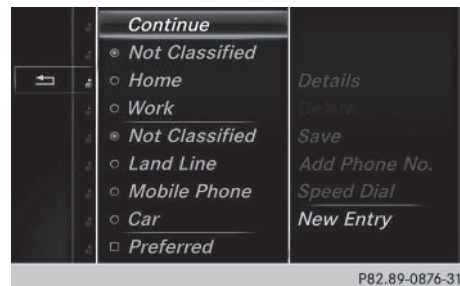 Continue
Not Classified
Home
Work
Not Classified
Land Line
Mobile Phone
Car
Preferred
Details
Delete
Save
Add Phone No.
Speed Dial
New Entry
P82.89-0876-31